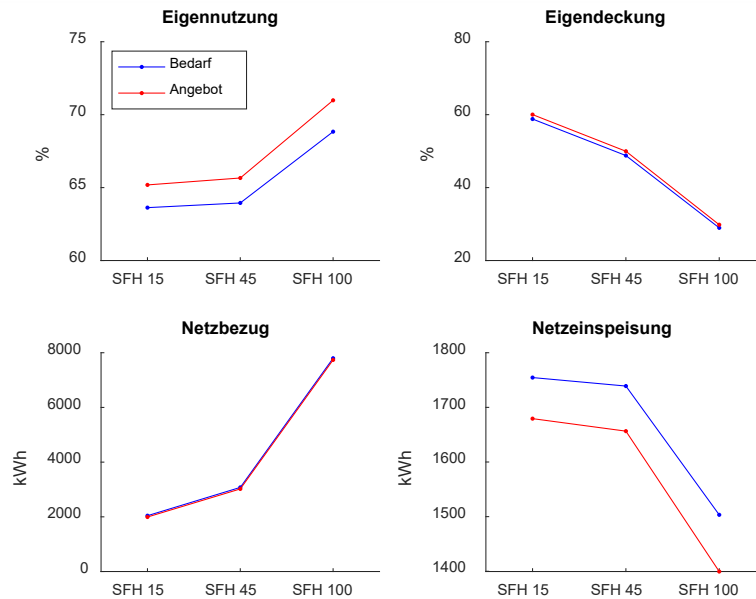 Eigennutzung
75
70
65
60
%
Bedarf
Angebot
SFH 15 SFH 45 SFH 100
Eigendeckung
80
60
40
20
%
SFH 15 SFH 45 SFH 100
Netzbezug
8000
6000
4000
2000
0
kWh
SFH 15 SFH 45 SFH 100
Netzeinspeisung
1800
1700
1600
1500
1400
kWh
SFH 15 SFH 45 SFH 100